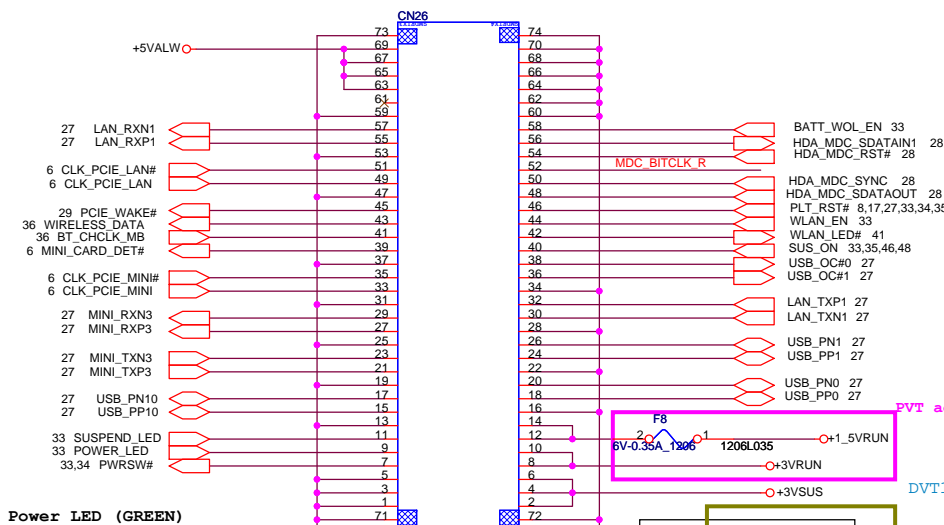 CN26
73 74
+5VALW 69 70
67 68
65 66
63 64
61 62
59 60
27 LAN_RXN1 57 58 BATT_WOL_EN 33
27 LAN_RXP1 55 56 HDA_MDC_SDATAIN1 28
53 54 HDA_MDC_RST# 28
6 CLK_PCIE_LAN# 51 52 MDC_BITCLK_R
6 CLK_PCIE_LAN 49 50 HDA_MDC_SYNC 28
47 48 HDA_MDC_SDATAOUT 28
29 PCIE_WAKE# 45 46 PLT_RST# 8,17,27,33,34,35
36 WIRELESS_DATA 43 44 WLAN_EN 33
36 BT_CHCLK_MB 41 42 WLAN_LED# 41
6 MINI_CARD_DET# 39 40 SUS_ON 33,35,46,48
37 38 USB_OC#0 27
6 CLK_PCIE_MINI# 35 36 USB_OC#1 27
6 CLK_PCIE_MINI 33 34
31 32 LAN_TXP1 27
27 MINI_RXN3 29 30 LAN_TXN1 27
27 MINI_RXP3 27 28
25 26 USB_PN1 27
27 MINI_TXN3 23 24 USB_PP1 27
27 MINI_TXP3 21 22
19 20 USB_PN0 27
27 USB_PN10 17 18 USB_PP0 27
27 USB_PP10 15 16
PVT
13 14 F8
33 SUSPEND_LED 11 12 2 1 +1_5VRUN
6V-0.35A_1206 1206L035
33 POWER_LED 9 10
33,34 PWRSW# 7 8 +3VRUN
5 6
3 4 +3VSUS
DVT1
1 2
71 72
Power LED (GREEN)